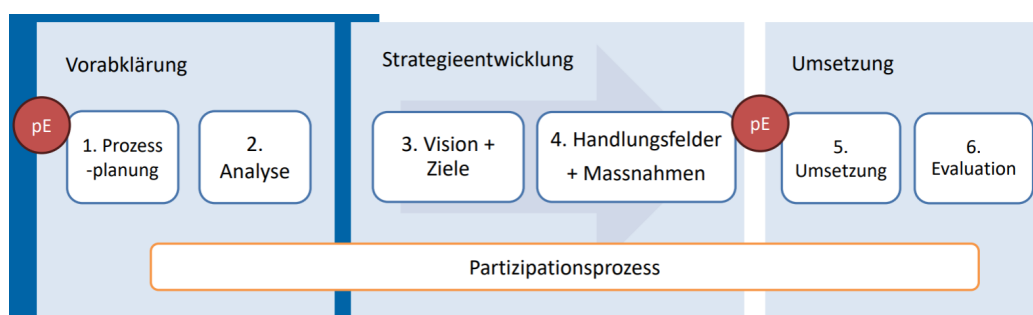 Vorabklärung
Strategieentwicklung
Umsetzung
pE
1. Prozess
-planung
2.
Analyse
3. Vision +
Ziele
4. Handlungsfelder
+ Massnahmen
pE
5.
Umsetzung
6.
Evaluation
Partizipationsprozess